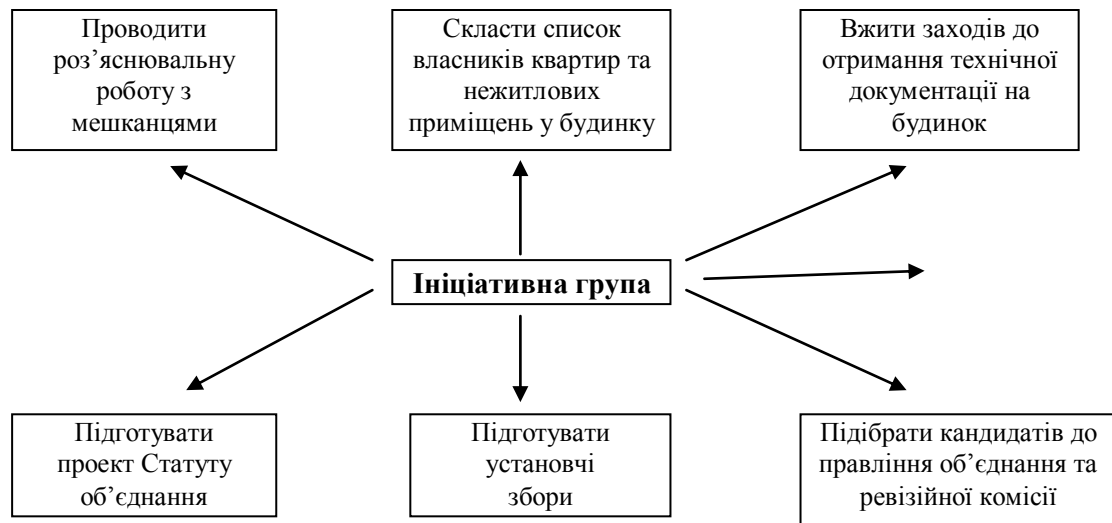 Проводити
роз’яснювальну
роботу з
мешканцями
Скласти список
власників квартир та
нежитлових
приміщень у будинку
Вжити заходів до
отримання технічної
документації на
будинок
Ініціативна група
Підготувати
проект Статуту
об’єднання
Підготувати
установчі
збори
Підібрати кандидатів до
правління об’єднання та
ревізійної комісії